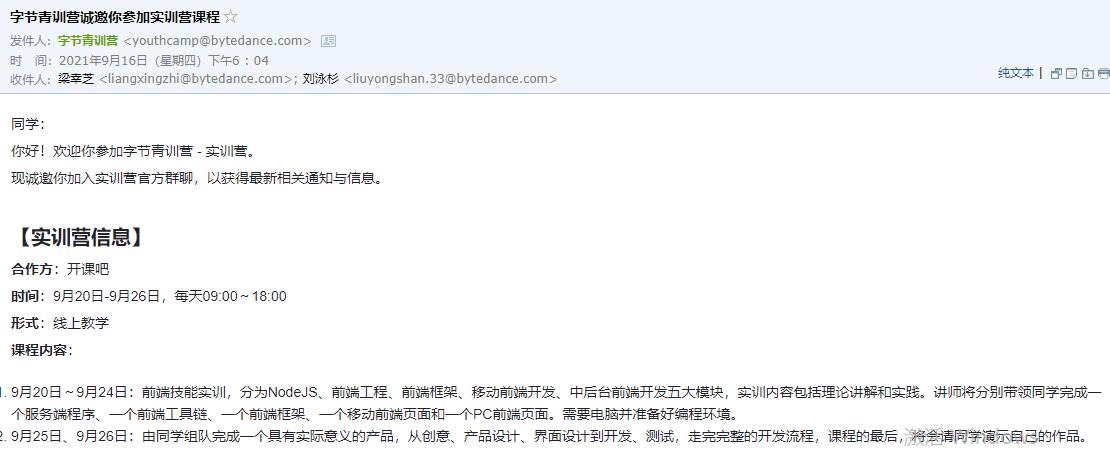 字节青训营诚邀你参加实训营课程☆
发件人：字节青训营 <youthcamp@bytedance.com>
时 间：2021年9月16日（星期四）下午6：04
收件人：梁幸芝 <liangxingzhi@bytedance.com>; 刘泳杉 <liuyongshan.33@bytedance.com>
纯文本 |
同学：
你好！欢迎你参加字节青训营 - 实训营。
现诚邀你加入实训营官方群聊，以获得最新相关通知与信息。
【实训营信息】
合作方：开课吧
时间：9月20日-9月26日，每天09:00～18:00
形式：线上教学
课程内容：
1. 9月20日～9月24日：前端技能实训，分为NodeJS、前端工程、前端框架、移动前端开发、中后台前端开发五大模块，实训内容包括理论讲解和实践。讲师将分别带领同学完成一
个服务端程序、一个前端工具链、一个前端框架、一个移动前端页面和一个PC前端页面。需要电脑并准备好编程环境。
2. 9月25日、9月26日：由同学组队完成一个具有实际意义的产品，从创意、产品设计、界面设计到开发、测试，走完完整的开发流程，课程的最后，将会请同学演示自己的作品。
激活 Windows